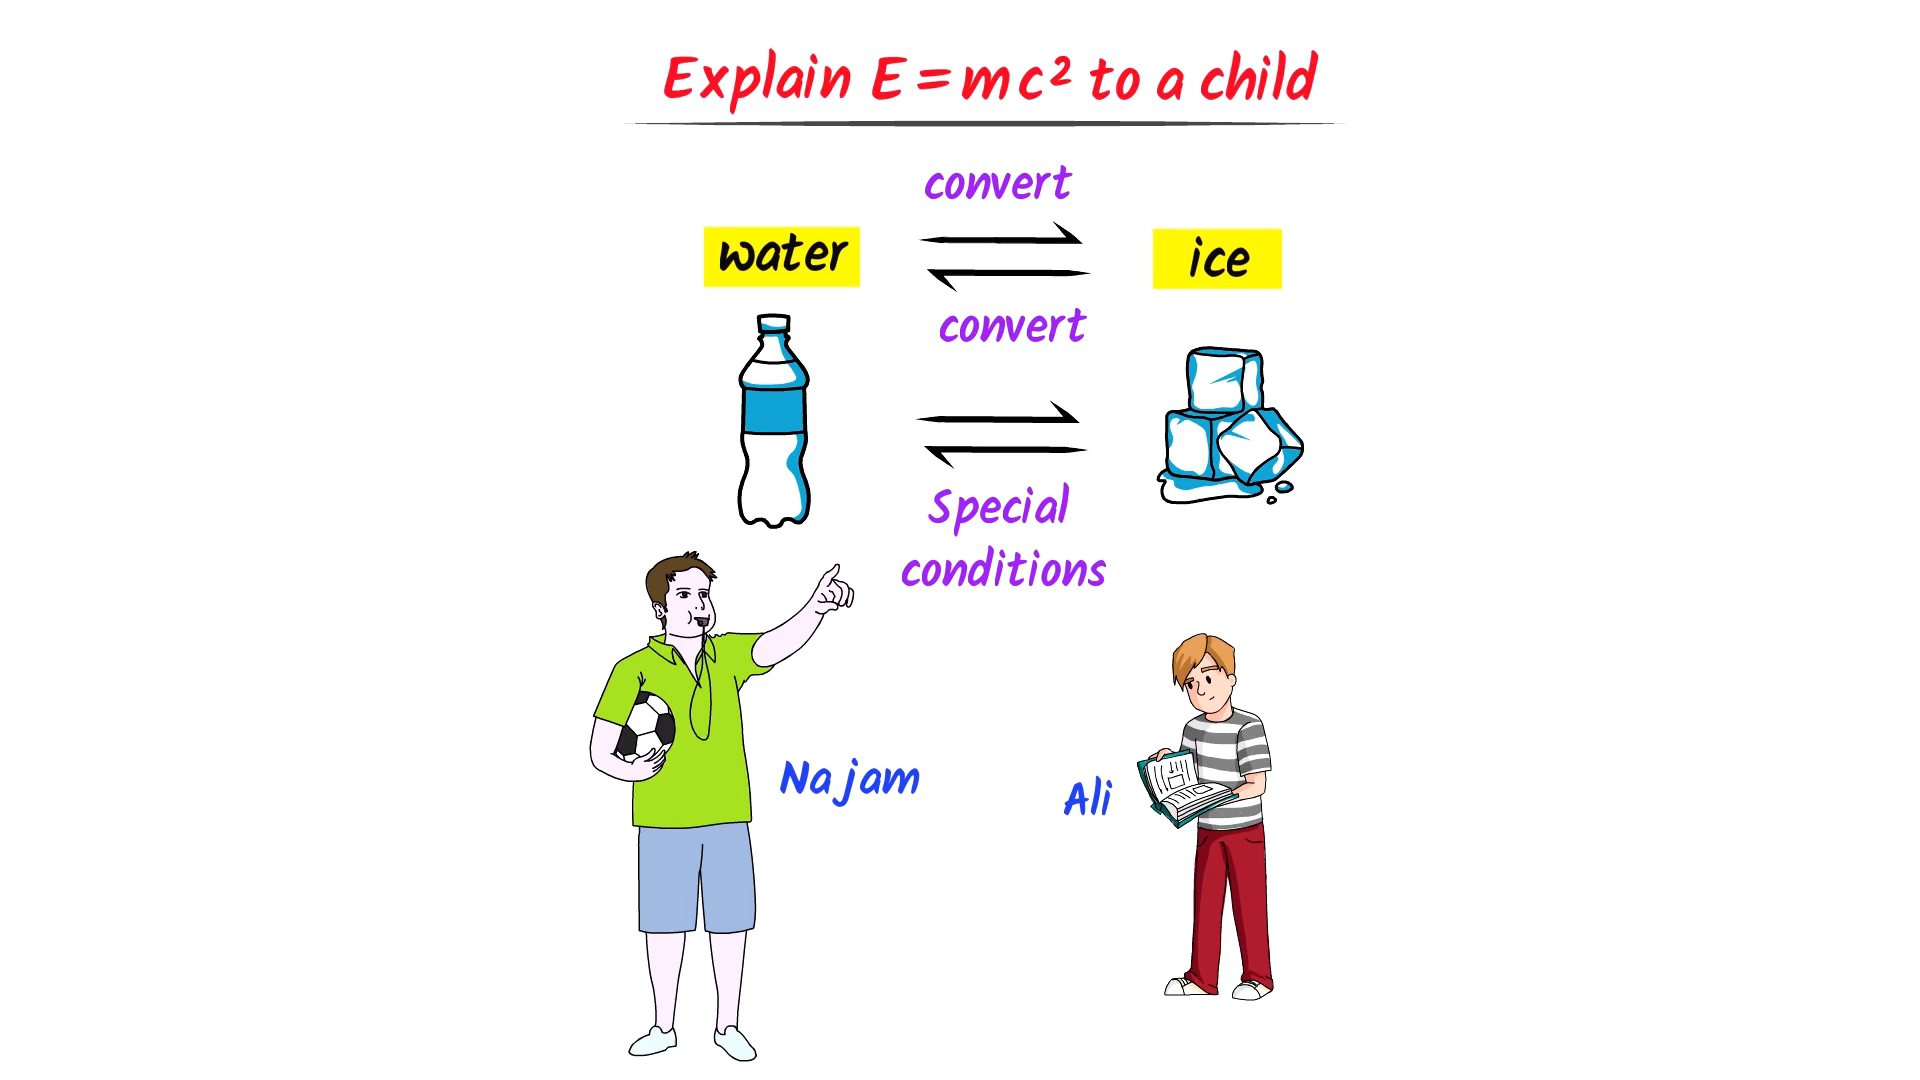 Explain E=mc² to a child
convert
water
ice
convert
Special
conditions
Najam
Ali